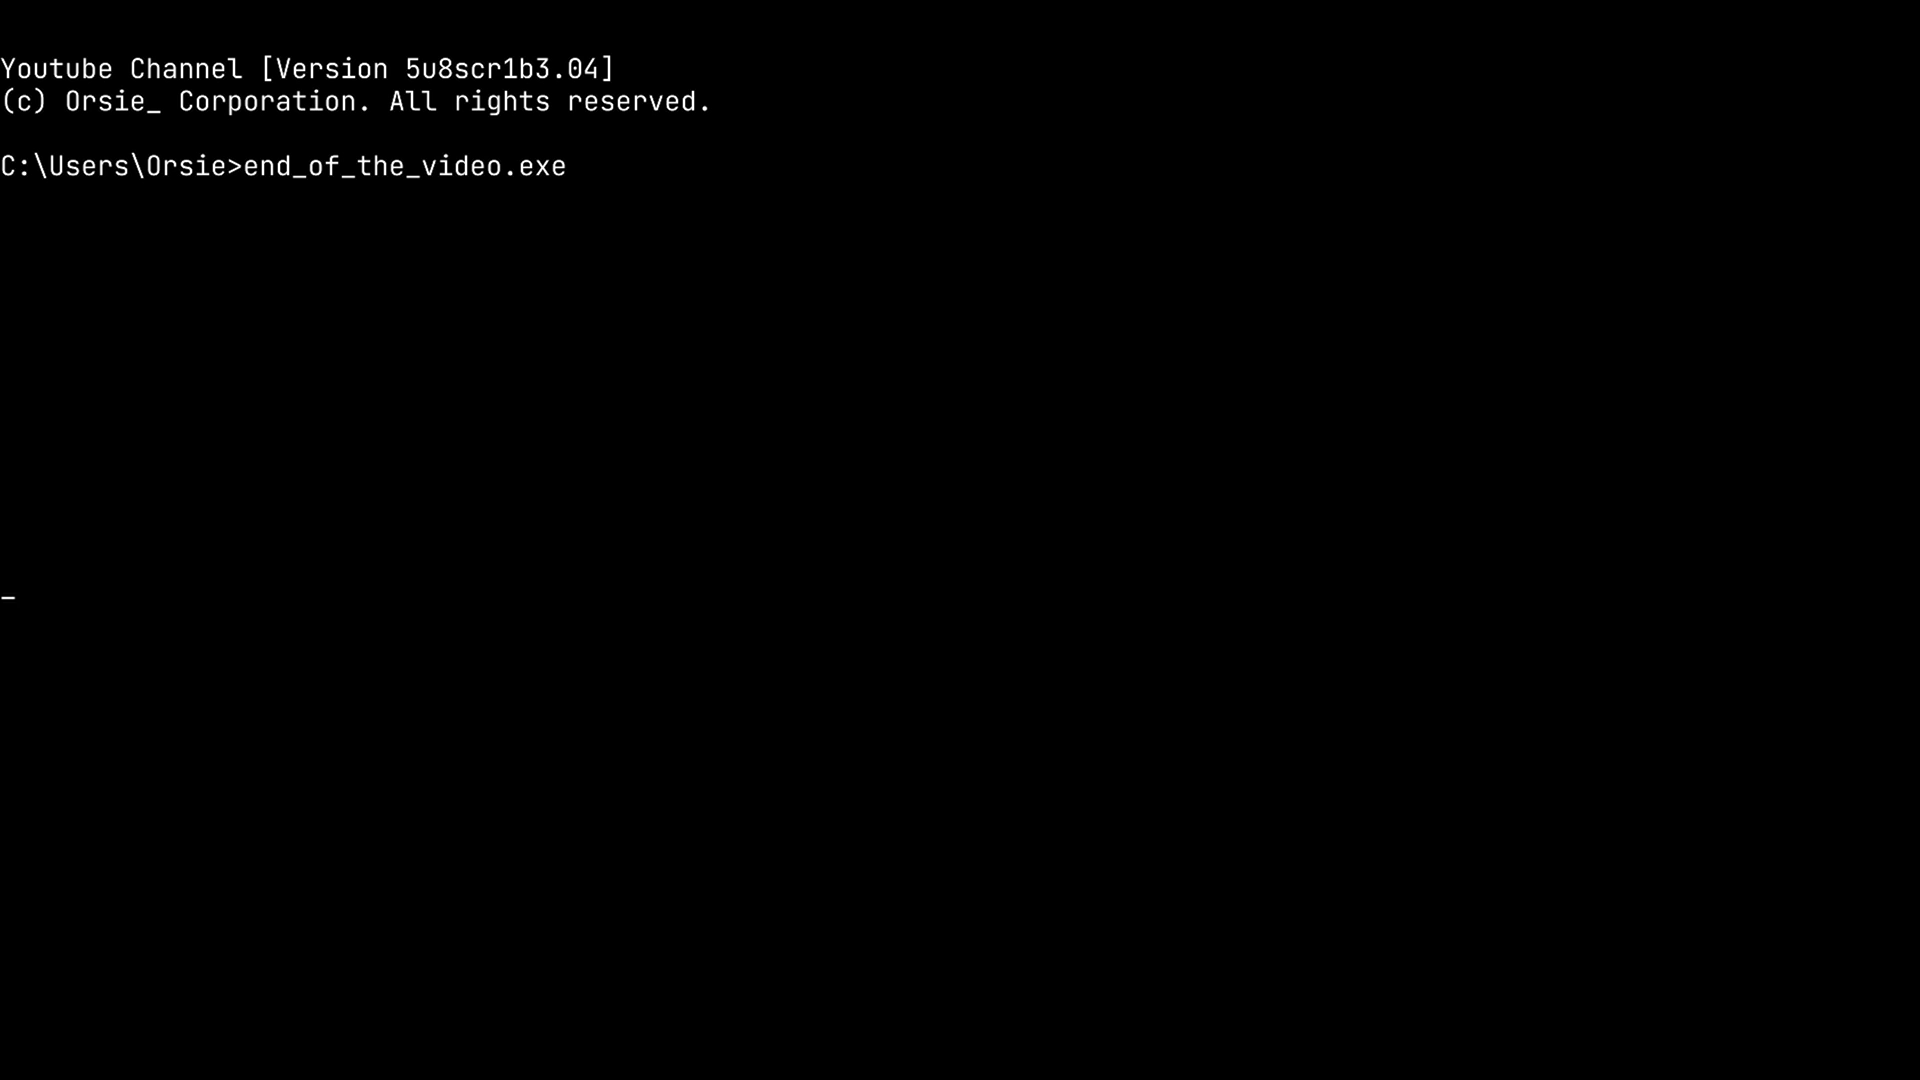 Youtube Channel [Version 5u8scr1b3.04]
(c) Orsie_ Corporation. All rights reserved.
C:\Users\Orsie>end_of_the_video.exe
_